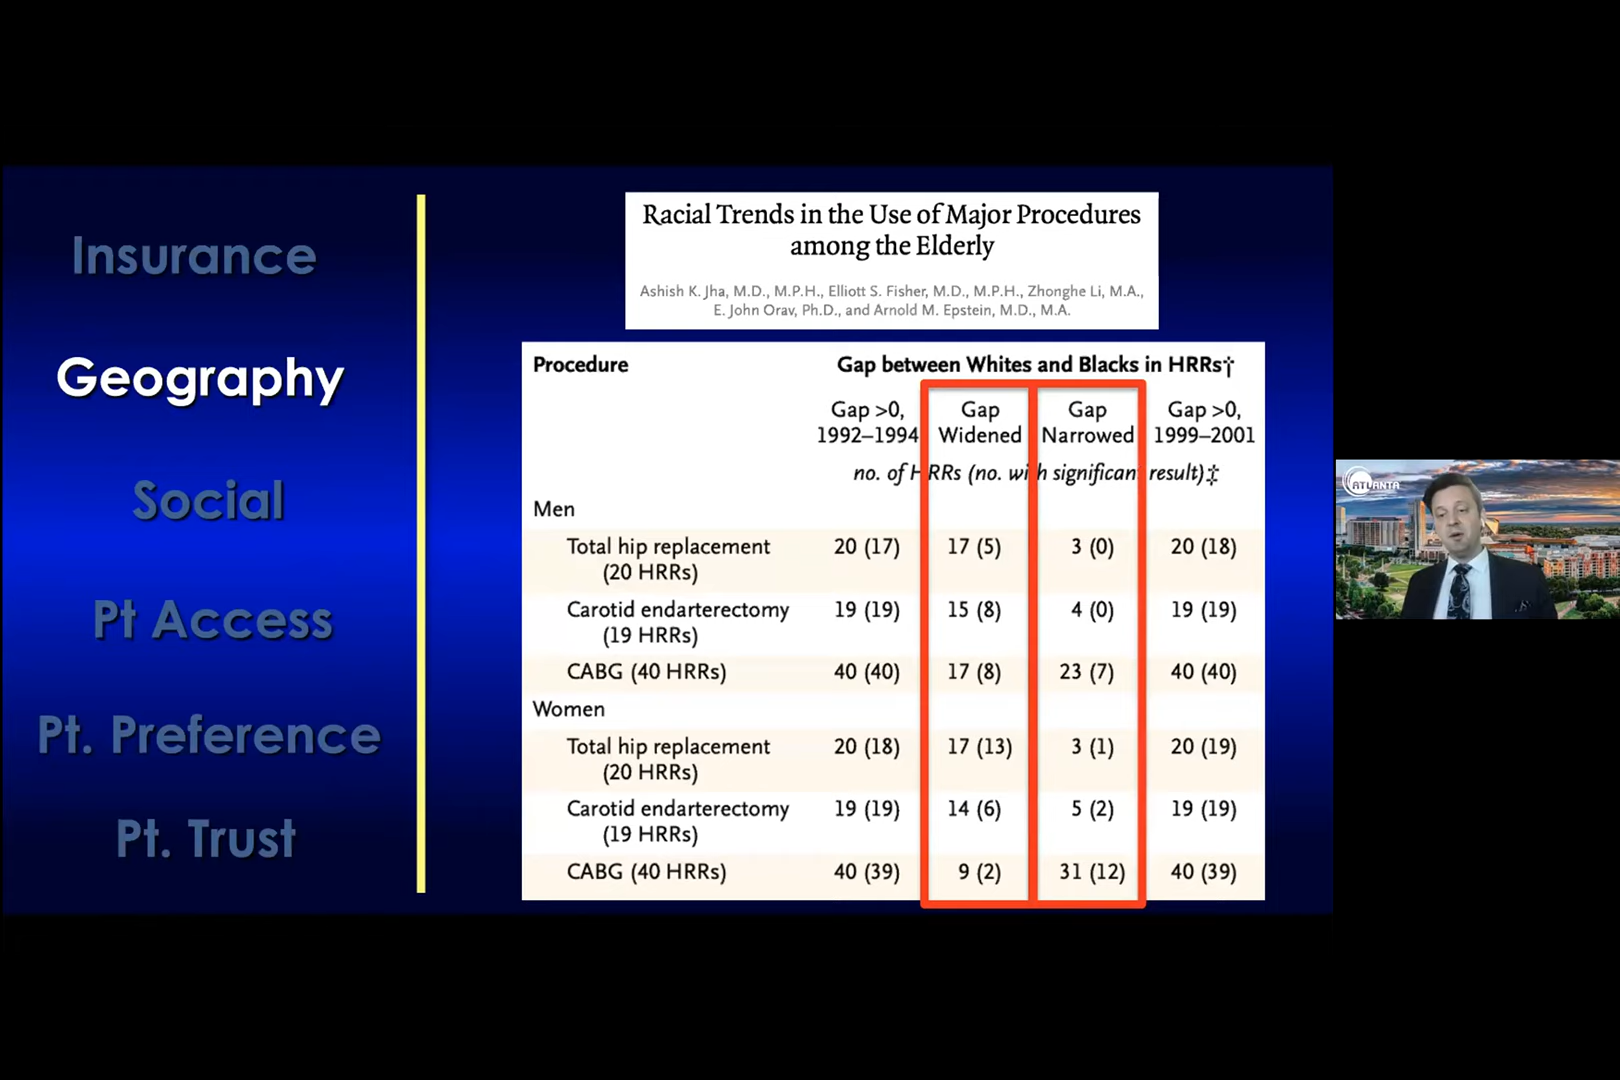 Insurance
Geography
Social
Pt Access
Pt. Preference
Pt. Trust
Racial Trends in the Use of Major Procedures
among the Elderly
Ashish K. Jha, M.D., M.P.H., Elliott S. Fisher, M.D., M.P.H., Zhonghe Li, M.A.,
E. John Orav, Ph.D., and Arnold M. Epstein, M.D., M.A.
Procedure Gap between Whites and Blacks in HRRs†
Gap >0, Gap Gap Gap >0,
1992–1994 Widened Narrowed 1999–2001
no. of HRRs (no. with significant result)‡
Men
Total hip replacement 20 (17) 17 (5) 3 (0) 20 (18)
(20 HRRs)
Carotid endarterectomy 19 (19) 15 (8) 4 (0) 19 (19)
(19 HRRs)
CABG (40 HRRs) 40 (40) 17 (8) 23 (7) 40 (40)
Women
Total hip replacement 20 (18) 17 (13) 3 (1) 20 (19)
(20 HRRs)
Carotid endarterectomy 19 (19) 14 (6) 5 (2) 19 (19)
(19 HRRs)
CABG (40 HRRs) 40 (39) 9 (2) 31 (12) 40 (39)
ATLANTA